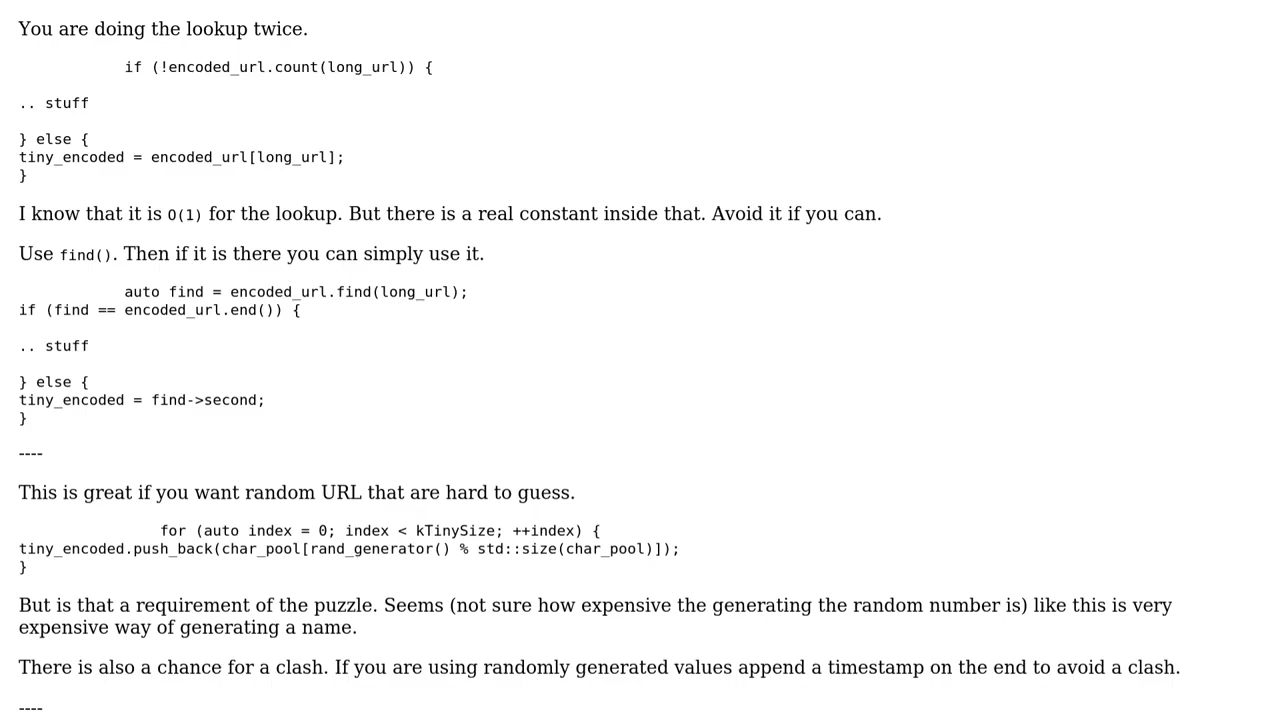 You are doing the lookup twice.
if (!encoded_url.count(long_url)) {
.. stuff
} else {
tiny_encoded = encoded_url[long_url];
}
I know that it is O(1) for the lookup. But there is a real constant inside that. Avoid it if you can.
Use find(). Then if it is there you can simply use it.
auto find = encoded_url.find(long_url);
if (find == encoded_url.end()) {
.. stuff
} else {
tiny_encoded = find->second;
}
----
This is great if you want random URL that are hard to guess.
for (auto index = 0; index < kTinySize; ++index) {
tiny_encoded.push_back(char_pool[rand_generator() % std::size(char_pool)]);
}
But is that a requirement of the puzzle. Seems (not sure how expensive the generating the random number is) like this is very
expensive way of generating a name.
There is also a chance for a clash. If you are using randomly generated values append a timestamp on the end to avoid a clash.
----